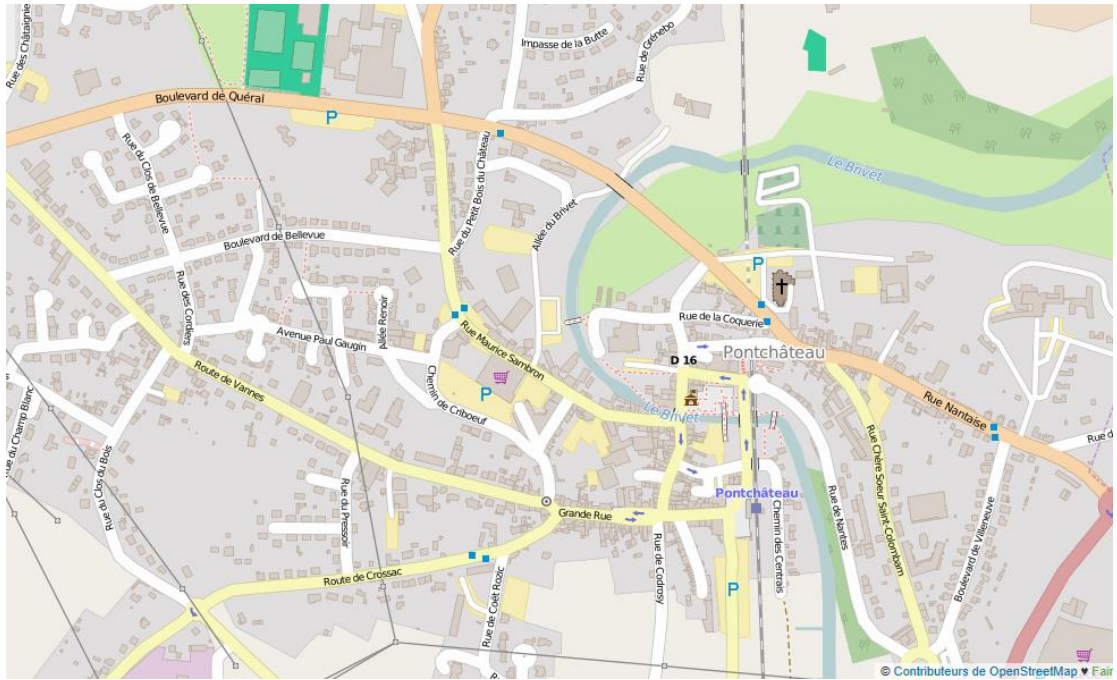 Rue des Châtaignie
Impasse de la Butte
Rue de Grénebo
Boulevard de Quéral
P
Rue du Clos de Bellevue
Rue du Petit Bois du Château
Le Brivet
Allée du Brivet
Boulevard de Bellevue
P
Rue des Cordiers
Allée Renoir
Avenue Paul Gaugin
Rue Maurice Sambron
Rue de la Coquerie
Pontchâteau
D 16
Route de Vannes
P
Chemin de Criboeuf
Le Brivet
Rue Nantaise
Rue du Champ Blanc
Rue Chère Soeur Saint-Colombam
Rue d
Rue du Clos du Bois
Rue du Pressoir
Pontchâteau
Grande Rue
Rue de Nantes
Chemin des Centrais
Boulevard de Villeneuve
Route de Crossac
Rue de Coët Rozic
Rue de Codrosy
P
© Contributeurs de OpenStreetMap ♥ Fair